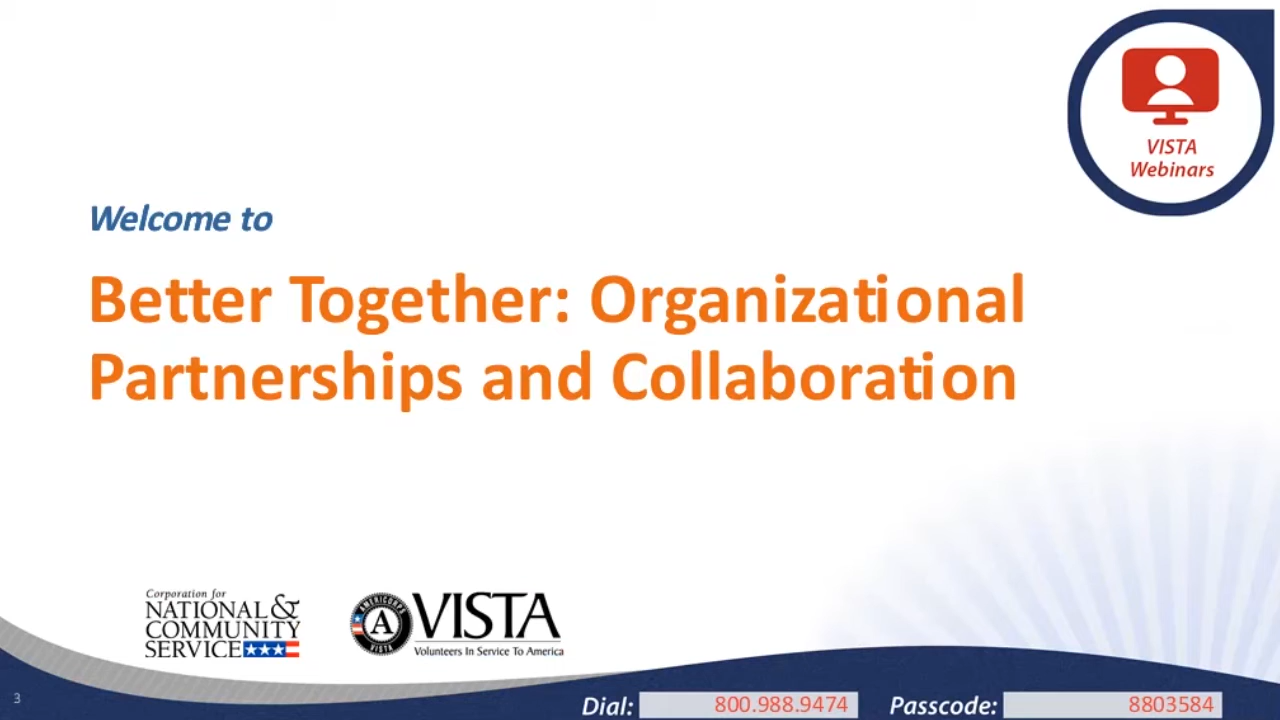 VISTA
Webinars
Welcome to
Better Together: Organizational
Partnerships and Collaboration
Corporation for
NATIONAL &
COMMUNITY
SERVICE
AMERICORPS
A
VISTA
VISTA
Volunteers In Service To America
3
Dial: 800.988.9474 Passcode: 8803584